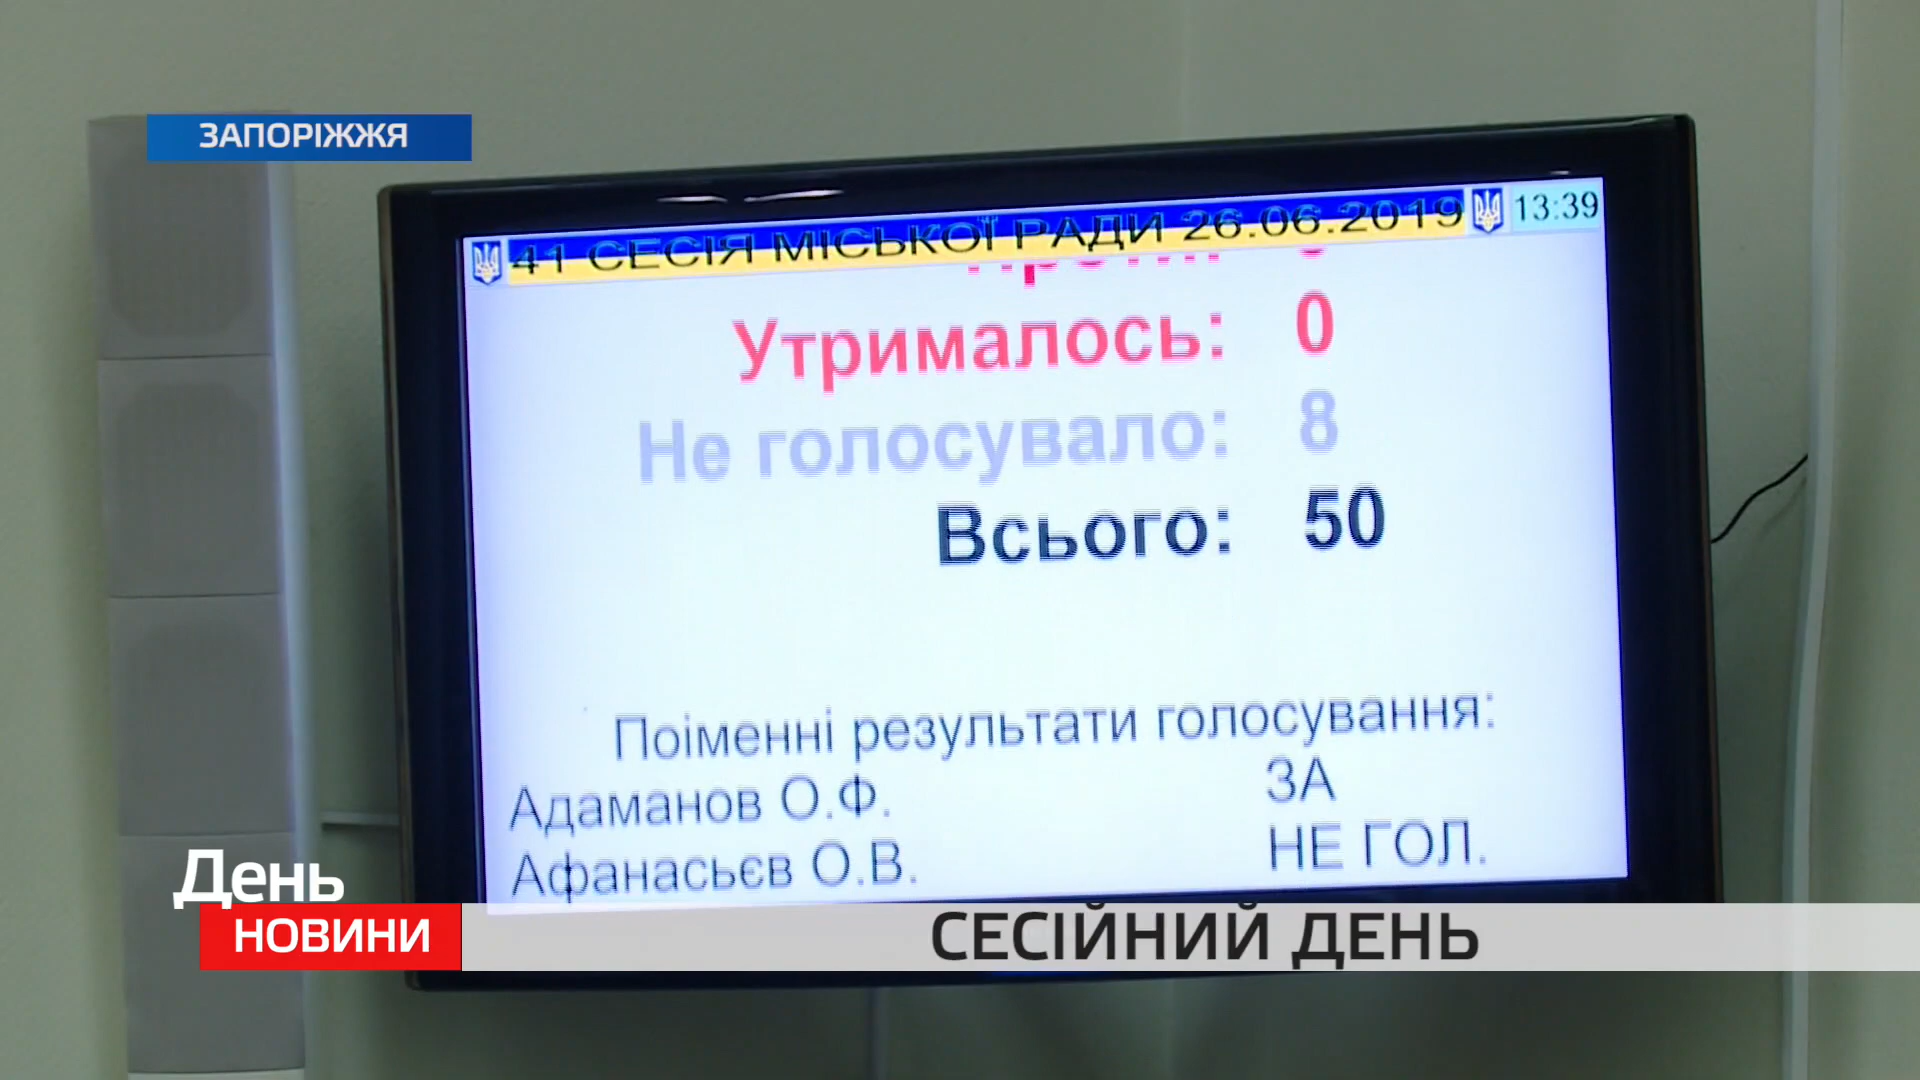 ЗАПОРІЖЖЯ
41 СЕСІЯ МІСЬКОЇ РАДИ 26.06.2019 13:39
Утрималось: 0
Не голосувало: 8
Всього: 50
Поіменні результати голосування:
Адаманов О.Ф. ЗА
Афанасьєв О.В. НЕ ГОЛ.
День
НОВИНИ
СЕСІЙНИЙ ДЕНЬ